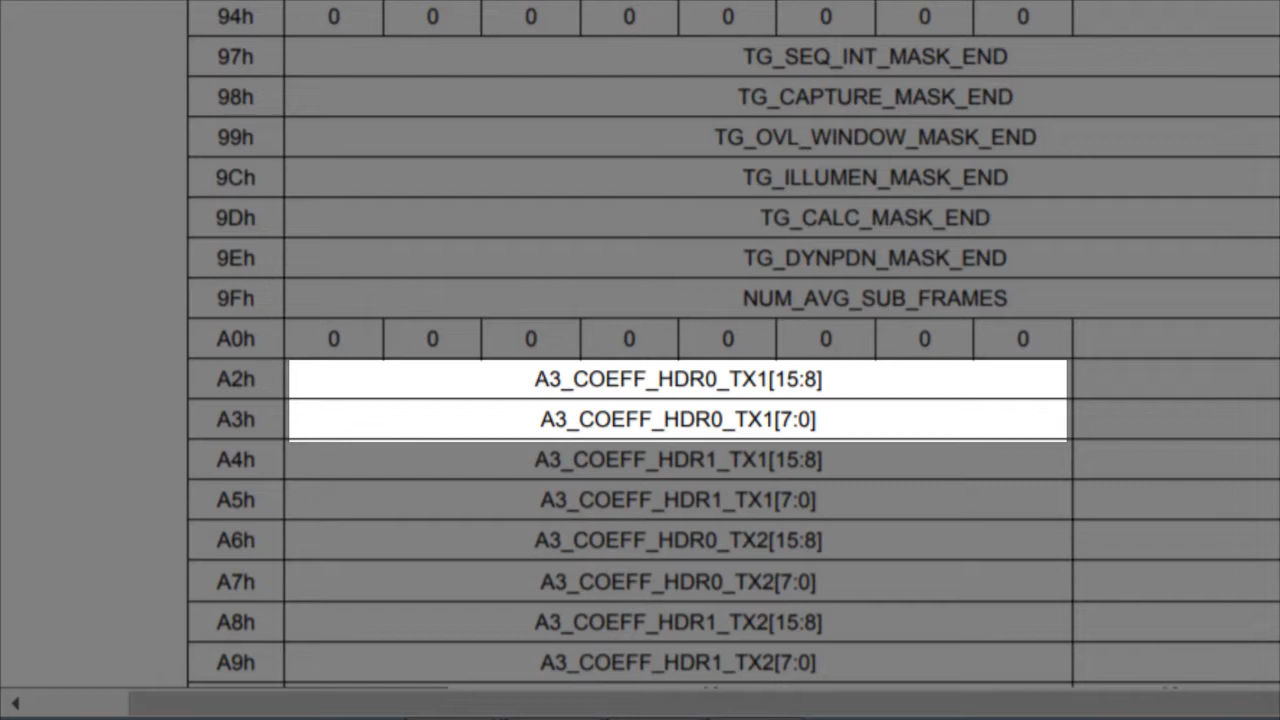 94h 0 0 0 0 0 0 0 0
97h TG_SEQ_INT_MASK_END
98h TG_CAPTURE_MASK_END
99h TG_OVL_WINDOW_MASK_END
9Ch TG_ILLUMEN_MASK_END
9Dh TG_CALC_MASK_END
9Eh TG_DYNPDN_MASK_END
9Fh NUM_AVG_SUB_FRAMES
A0h 0 0 0 0 0 0 0 0
A2h A3_COEFF_HDR0_TX1[15:8]
A3h A3_COEFF_HDR0_TX1[7:0]
A4h A3_COEFF_HDR1_TX1[15:8]
A5h A3_COEFF_HDR1_TX1[7:0]
A6h A3_COEFF_HDR0_TX2[15:8]
A7h A3_COEFF_HDR0_TX2[7:0]
A8h A3_COEFF_HDR1_TX2[15:8]
A9h A3_COEFF_HDR1_TX2[7:0]